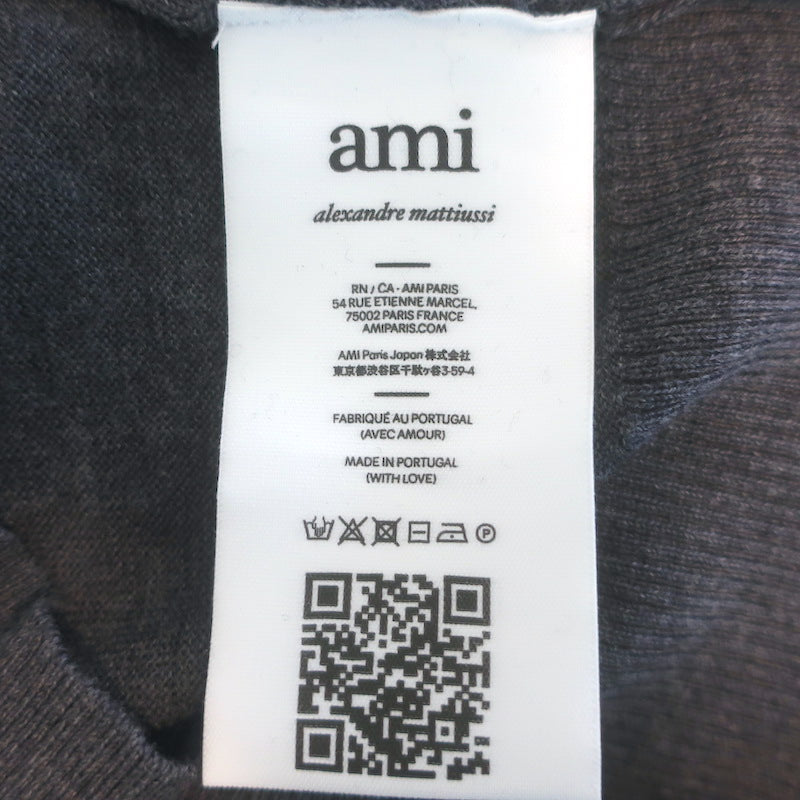 ami
alexandre mattiussi
RN / CA - AMI PARIS
54 RUE ETIENNE MARCEL,
75002 PARIS FRANCE
AMIPARIS.COM
AMI Paris Japan 株式会社
東京都渋谷区千駄ヶ谷3-59-4
FABRIQUÉ AU PORTUGAL
(AVEC AMOUR)
MADE IN PORTUGAL
(WITH LOVE)
P